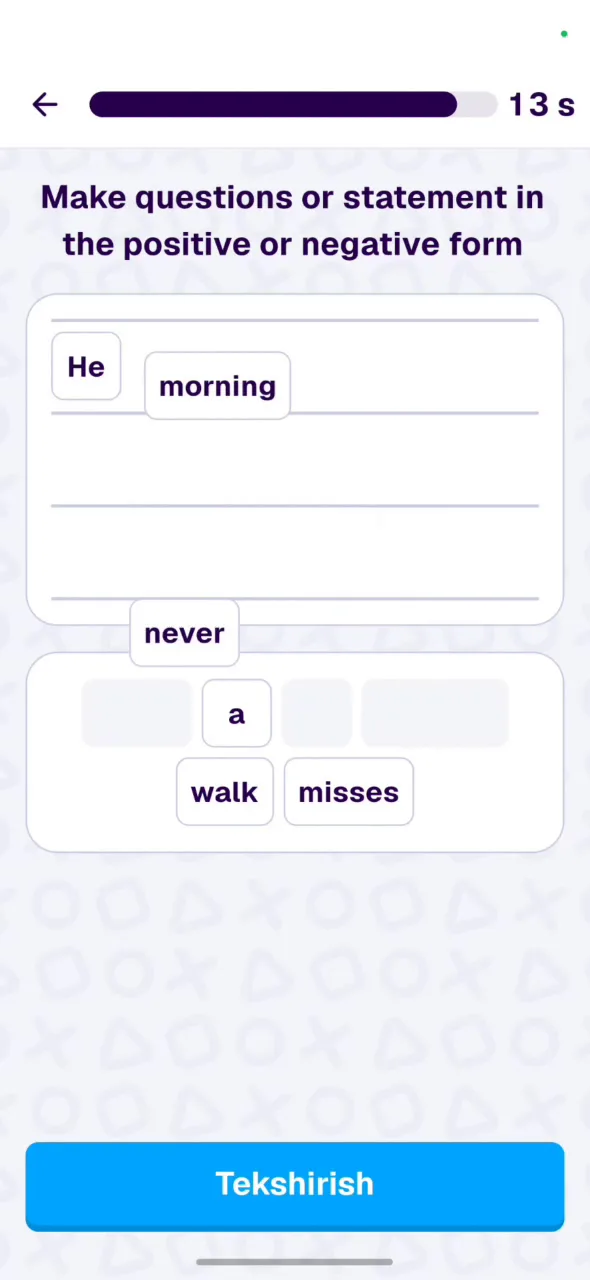 13 s
Make questions or statement in
the positive or negative form
He
morning
never
a
walk misses
Tekshirish